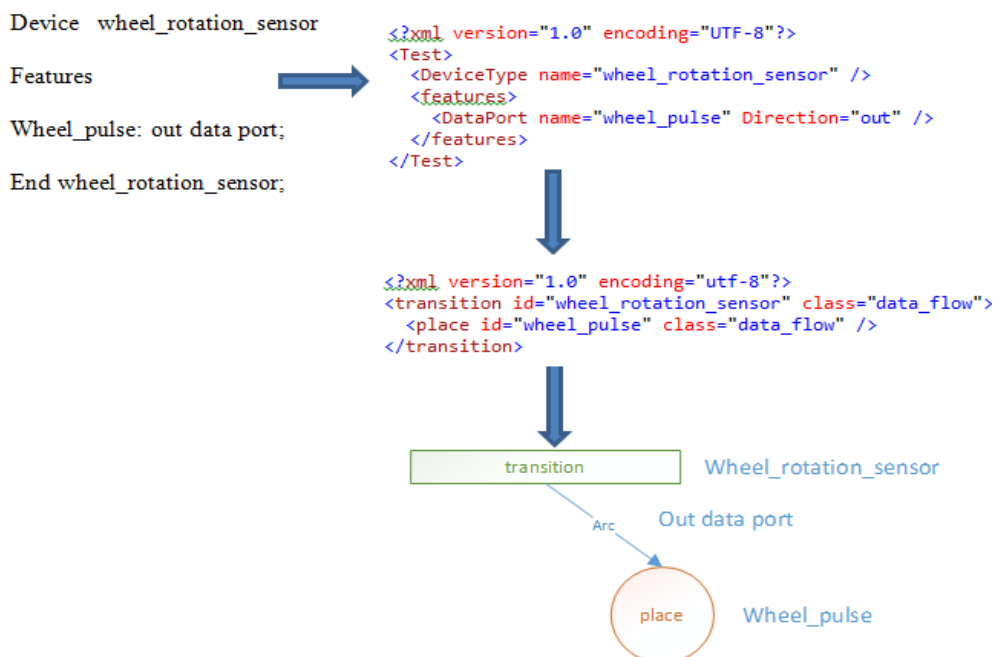 Device wheel_rotation_sensor
Features
Wheel_pulse: out data port;
End wheel_rotation_sensor;
<?xml version="1.0" encoding="UTF-8"?>
<Test>
<DeviceType name="wheel_rotation_sensor" />
<features>
<DataPort name="wheel_pulse" Direction="out" />
</features>
</Test>
<?xml version="1.0" encoding="utf-8"?>
<transition id="wheel_rotation_sensor" class="data_flow">
<place id="wheel_pulse" class="data_flow" />
</transition>
transition Wheel_rotation_sensor
Arc Out data port
place Wheel_pulse